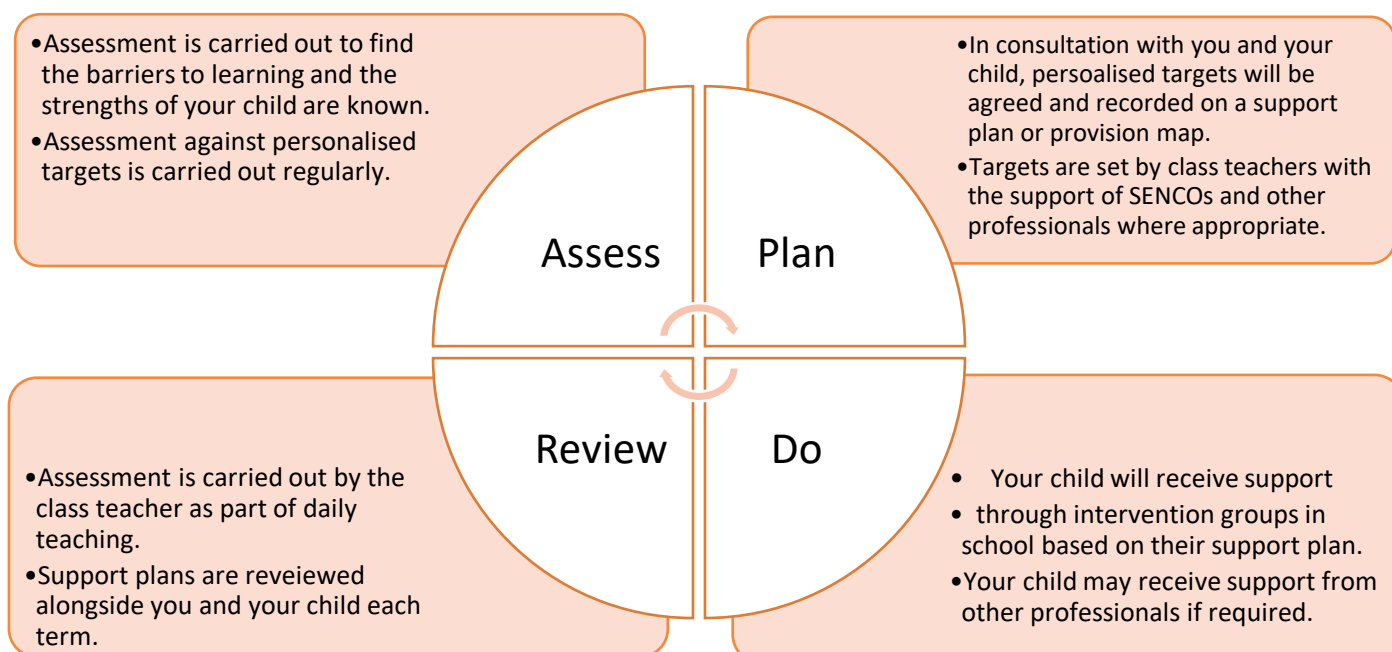 •Assessment is carried out to find
the barriers to learning and the
strengths of your child are known.
•Assessment against personalised
targets is carried out regularly.
•In consultation with you and your
child, persoalised targets will be
agreed and recorded on a support
plan or provision map.
•Targets are set by class teachers with
the support of SENCOs and other
professionals where appropriate.
Assess
Plan
Review
Do
•Assessment is carried out by the
class teacher as part of daily
teaching.
•Support plans are reveiewed
alongside you and your child each
term.
• Your child will receive support
• through intervention groups in
school based on their support plan.
•Your child may receive support from
other professionals if required.